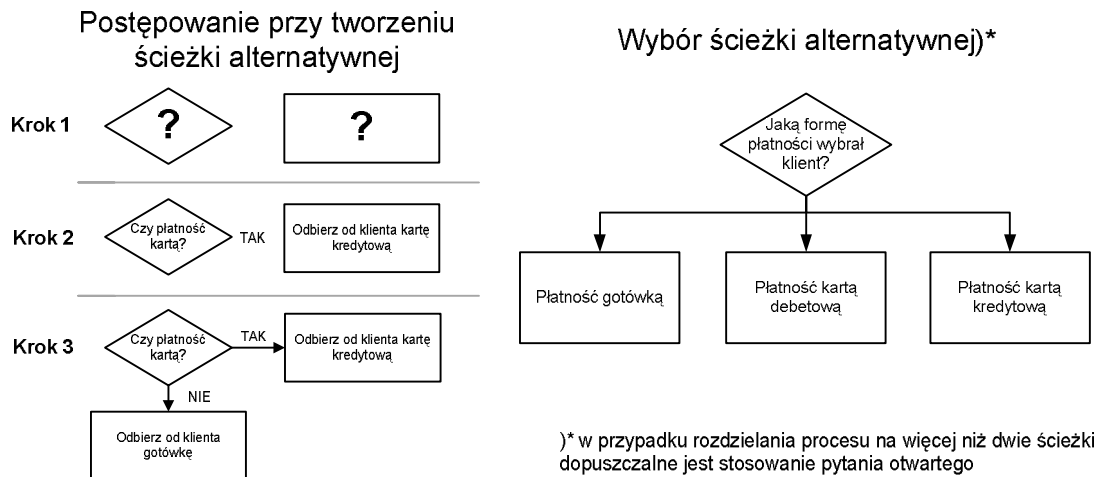 Postępowanie przy tworzeniu
ścieżki alternatywnej
Krok 1
?
?
Krok 2
Czy płatność
kartą?
TAK
Odbierz od klienta kartę
kredytową
Krok 3
Czy płatność
kartą?
TAK
Odbierz od klienta kartę
kredytową
NIE
Odbierz od klienta
gotówkę
Wybór ścieżki alternatywnej)*
Jaką formę
płatności wybrał
klient?
Płatność gotówką
Płatność kartą
debetową
Płatność kartą
kredytową
)* w przypadku rozdzielania procesu na więcej niż dwie ścieżki
dopuszczalne jest stosowanie pytania otwartego